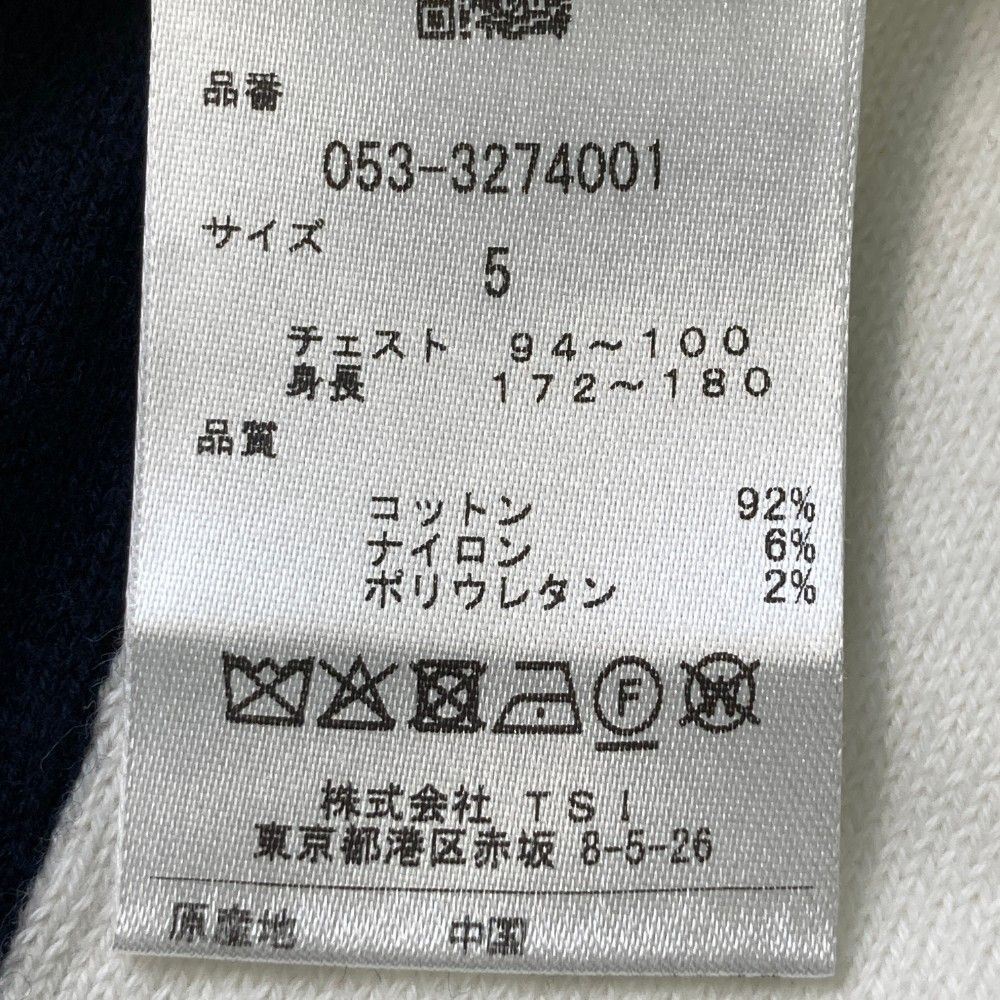 品番
053-3274001
サイズ
5
チェスト 94～100
身長 172～180
品質
コットン 92%
ナイロン 6%
ポリウレタン 2%
F W
株式会社 TSI
東京都港区赤坂 8-5-26
原産地 中国